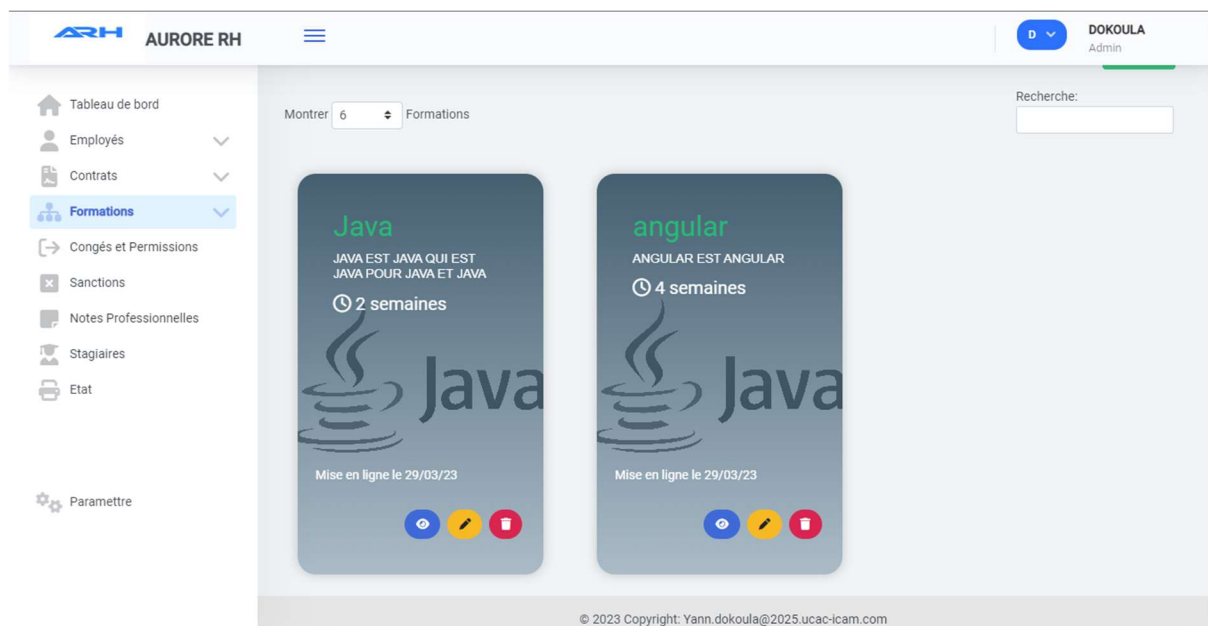 ARH AURORE RH
D
DOKOULA
Admin
Tableau de bord
Employés
Contrats
Formations
Congés et Permissions
Sanctions
Notes Professionnelles
Stagiaires
Etat
Paramettre
Montrer 6 Formations
Recherche:
Java
JAVA EST JAVA QUI EST
JAVA POUR JAVA ET JAVA
2 semaines
Java
Mise en ligne le 29/03/23
angular
ANGULAR EST ANGULAR
4 semaines
Java
Mise en ligne le 29/03/23
© 2023 Copyright: Yann.dokoula@2025.ucac-icam.com